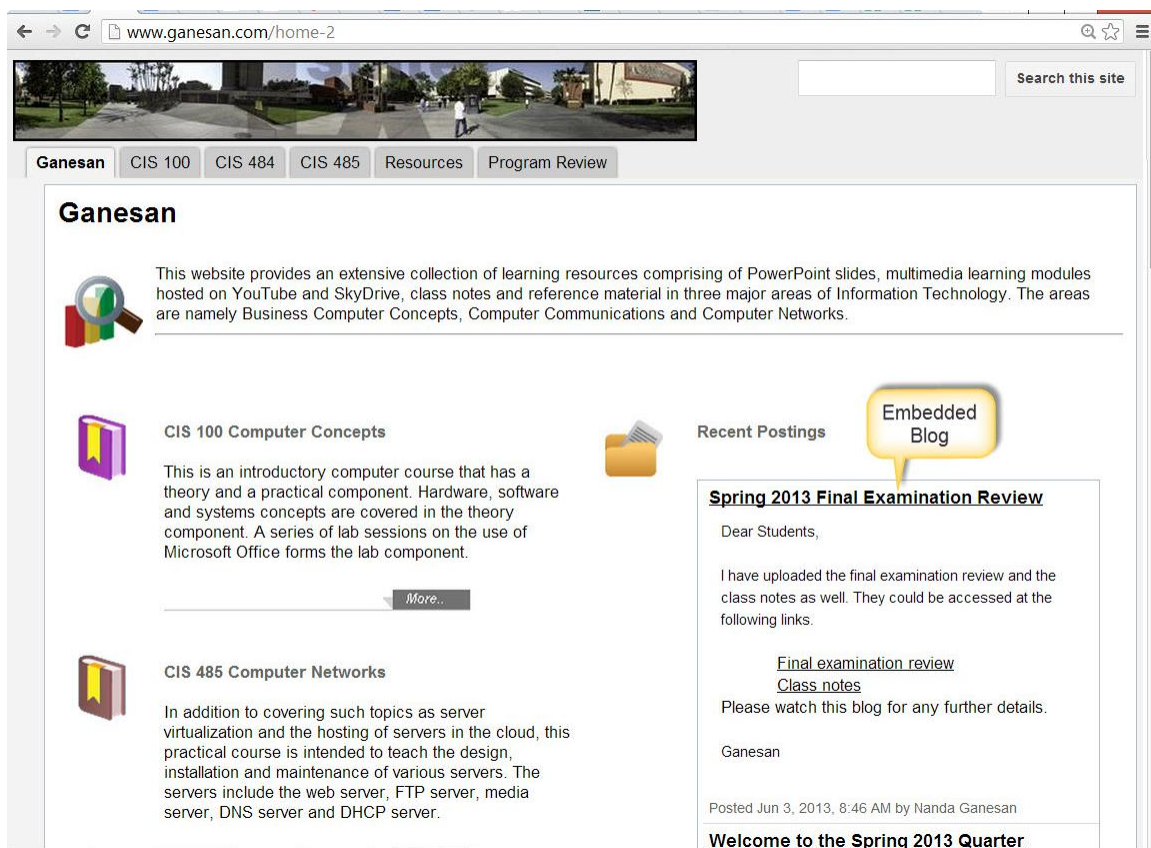 www.ganesan.com/home-2
Search this site
Ganesan
CIS 100
CIS 484
CIS 485
Resources
Program Review
Ganesan
This website provides an extensive collection of learning resources comprising of PowerPoint slides, multimedia learning modules
hosted on YouTube and SkyDrive, class notes and reference material in three major areas of Information Technology. The areas
are namely Business Computer Concepts, Computer Communications and Computer Networks.
CIS 100 Computer Concepts
This is an introductory computer course that has a
theory and a practical component. Hardware, software
and systems concepts are covered in the theory
component. A series of lab sessions on the use of
Microsoft Office forms the lab component.
More..
CIS 485 Computer Networks
In addition to covering such topics as server
virtualization and the hosting of servers in the cloud, this
practical course is intended to teach the design,
installation and maintenance of various servers. The
servers include the web server, FTP server, media
server, DNS server and DHCP server.
Recent Postings
Embedded
Blog
Spring 2013 Final Examination Review
Dear Students,
I have uploaded the final examination review and the
class notes as well. They could be accessed at the
following links.
Final examination review
Class notes
Please watch this blog for any further details.
Ganesan
Posted Jun 3, 2013, 8:46 AM by Nanda Ganesan
Welcome to the Spring 2013 Quarter